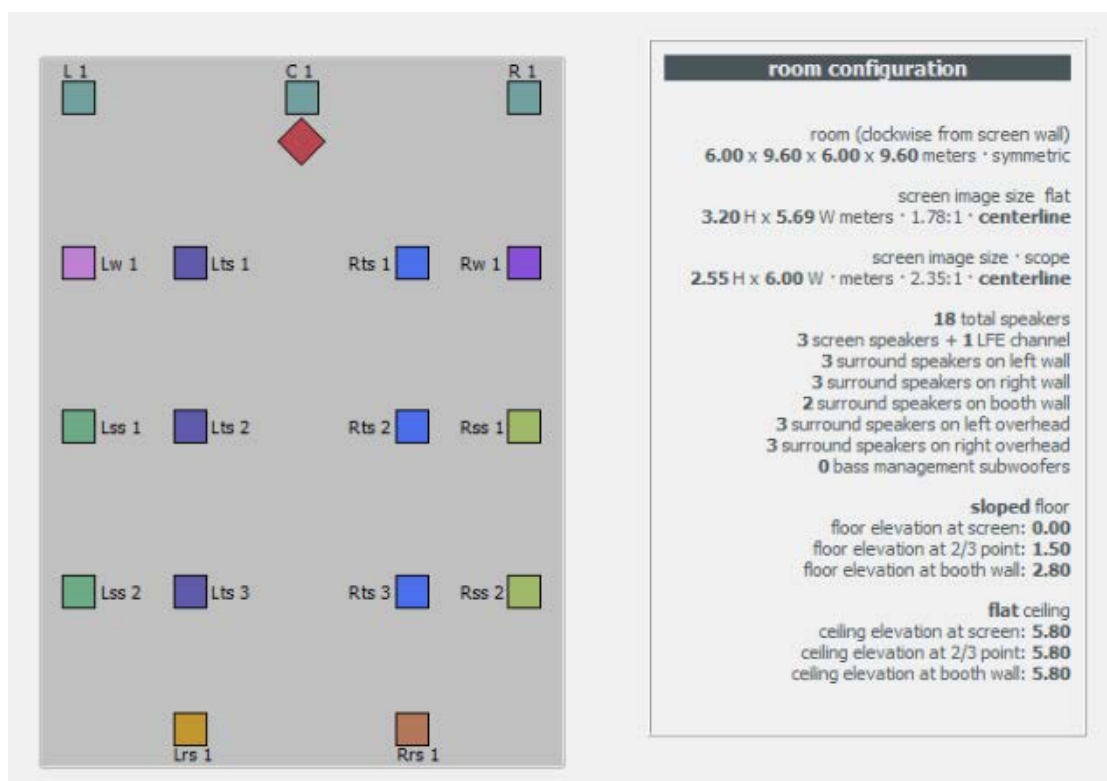 L 1
C 1
R 1
Lw 1
Lts 1
Rts 1
Rw 1
Lss 1
Lts 2
Rts 2
Rss 1
Lss 2
Lts 3
Rts 3
Rss 2
Lrs 1
Rrs 1
room configuration
room (clockwise from screen wall)
6.00 x 9.60 x 6.00 x 9.60 meters · symmetric
screen image size flat
3.20 H x 5.69 W meters · 1.78:1 · centerline
screen image size · scope
2.55 H x 6.00 W · meters · 2.35:1 · centerline
18 total speakers
3 screen speakers + 1 LFE channel
3 surround speakers on left wall
3 surround speakers on right wall
2 surround speakers on booth wall
3 surround speakers on left overhead
3 surround speakers on right overhead
0 bass management subwoofers
sloped floor
floor elevation at screen: 0.00
floor elevation at 2/3 point: 1.50
floor elevation at booth wall: 2.80
flat ceiling
ceiling elevation at screen: 5.80
ceiling elevation at 2/3 point: 5.80
ceiling elevation at booth wall: 5.80